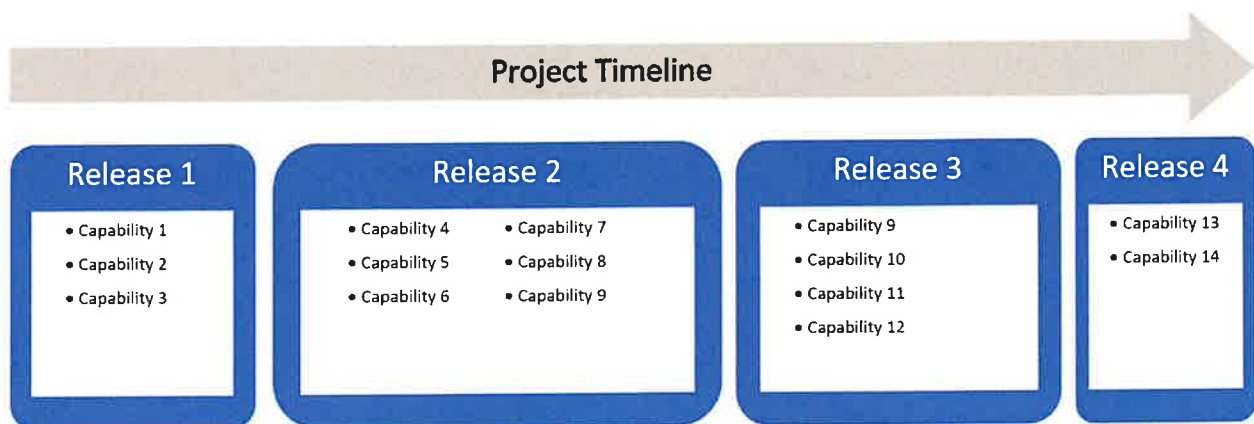 Project Timeline
Release 1
• Capability 1
• Capability 2
• Capability 3
Release 2
• Capability 4
• Capability 5
• Capability 6
• Capability 7
• Capability 8
• Capability 9
Release 3
• Capability 9
• Capability 10
• Capability 11
• Capability 12
Release 4
• Capability 13
• Capability 14